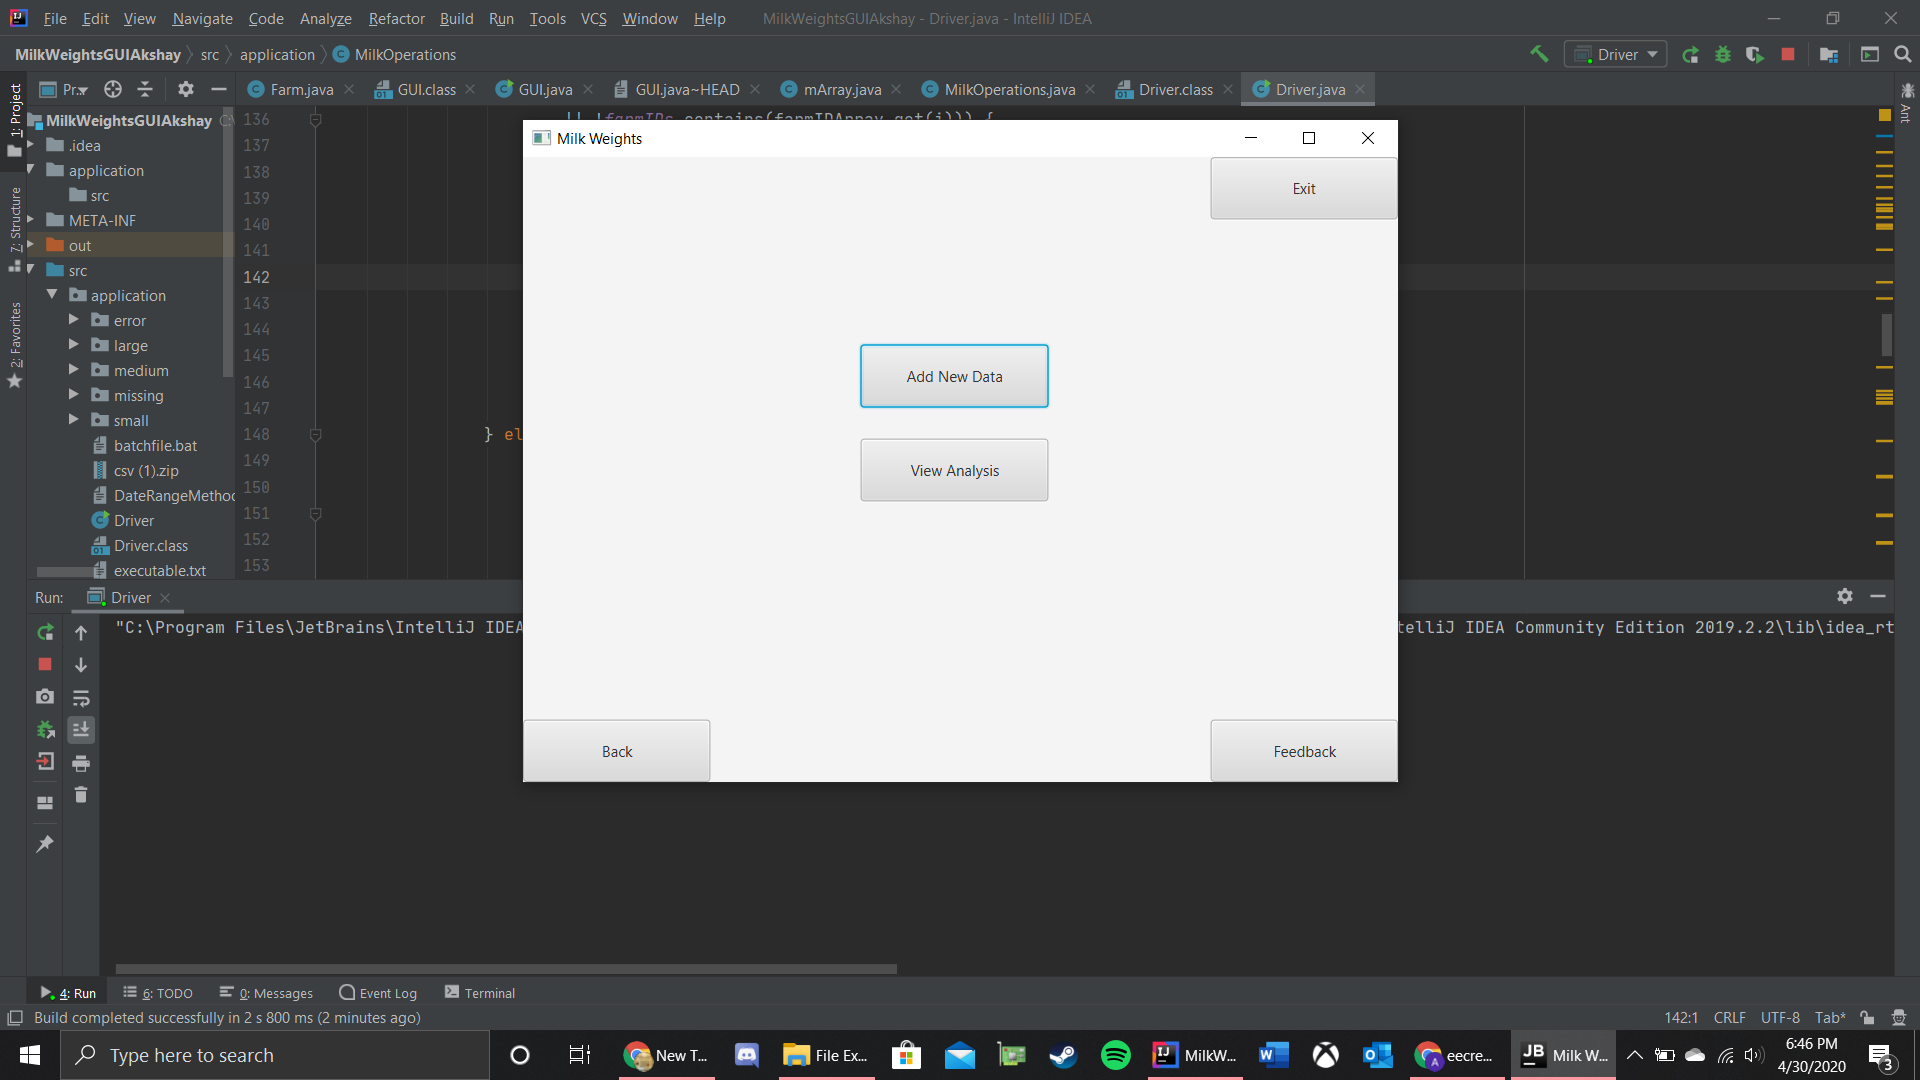 File Edit View Navigate Code Analyze Refactor Build Run Tools VCS Window Help MilkWeightsGUIAkshay - Driver.java - IntelliJ IDEA
MilkWeightsGUIAkshay src application MilkOperations Driver
1: Project
7: Structure
2: Favorites
Pr.
Farm.java GUI.class GUI.java GUI.java~HEAD mArray.java MilkOperations.java Driver.class Driver.java
Ant
MilkWeightsGUIAkshay
.idea
application
src
META-INF
out
src
application
error
large
medium
missing
small
batchfile.bat
csv (1).zip
DateRangeMethod
Driver
Driver.class
executable.txt
136
137
138
139
140
141
142
143
144
145
146
147
148 } el
149
150
151
152
153
Milk Weights
Exit
Add New Data
View Analysis
Back
Feedback
Run: Driver
"C:\Program Files\JetBrains\IntelliJ IDEA
telliJ IDEA Community Edition 2019.2.2\lib\idea_rt
4: Run 6: TODO 0: Messages Event Log Terminal
Build completed successfully in 2 s 800 ms (2 minutes ago) 142:1 CRLF UTF-8 Tab*
Type here to search New T... File Ex... MilkW... eecre... Milk W...
6:46 PM
4/30/2020
3